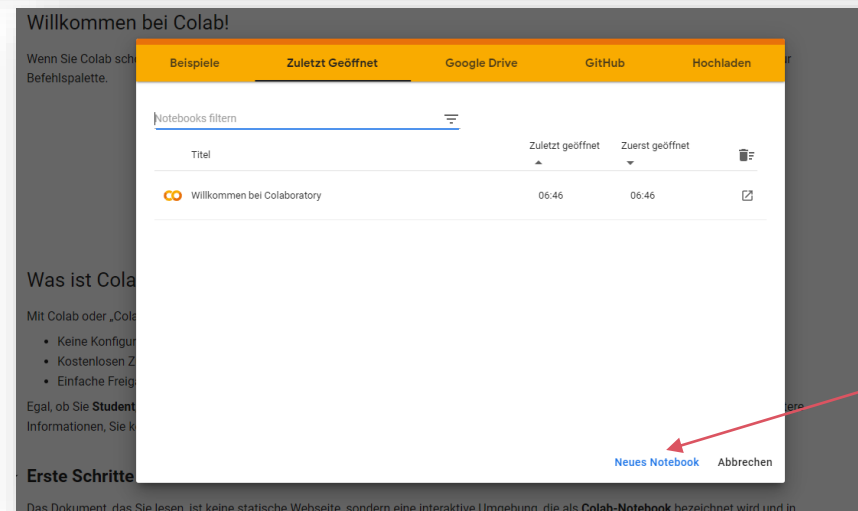 Willkommen bei Colab!
Wenn Sie Colab sch
Befehlspalette.
Beispiele Zuletzt Geöffnet Google Drive GitHub Hochladen
Notebooks filtern
Titel Zuletzt geöffnet Zuerst geöffnet
Willkommen bei Colaboratory 06:46 06:46
Was ist Cola
Mit Colab oder „Cola
Keine Konfigur
Kostenlosen Z
Einfache Freig
Egal, ob Sie Student tere
Informationen, Sie k
Neues Notebook Abbrechen
Erste Schritte
Das Dokument, das Sie lesen, ist keine statische Webseite, sondern eine interaktive Umgebung, die als Colab-Notebook bezeichnet wird und in